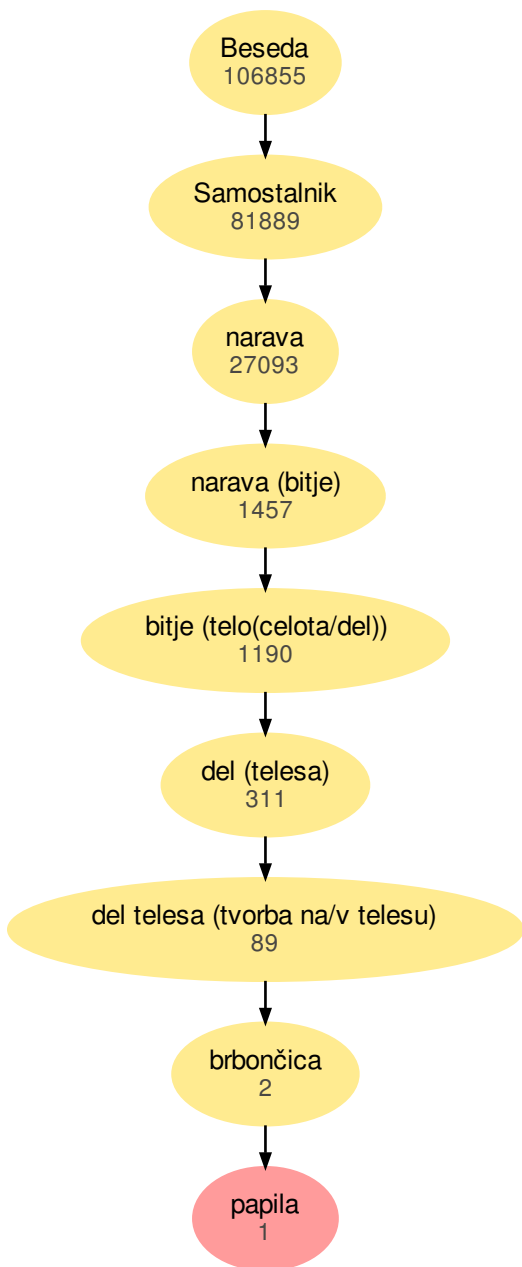 Beseda
106855
Samostalnik
81889
narava
27093
narava (bitje)
1457
bitje (telo(celota/del))
1190
del (telesa)
311
del telesa (tvorba na/v telesu)
89
brbončica
2
papila
1